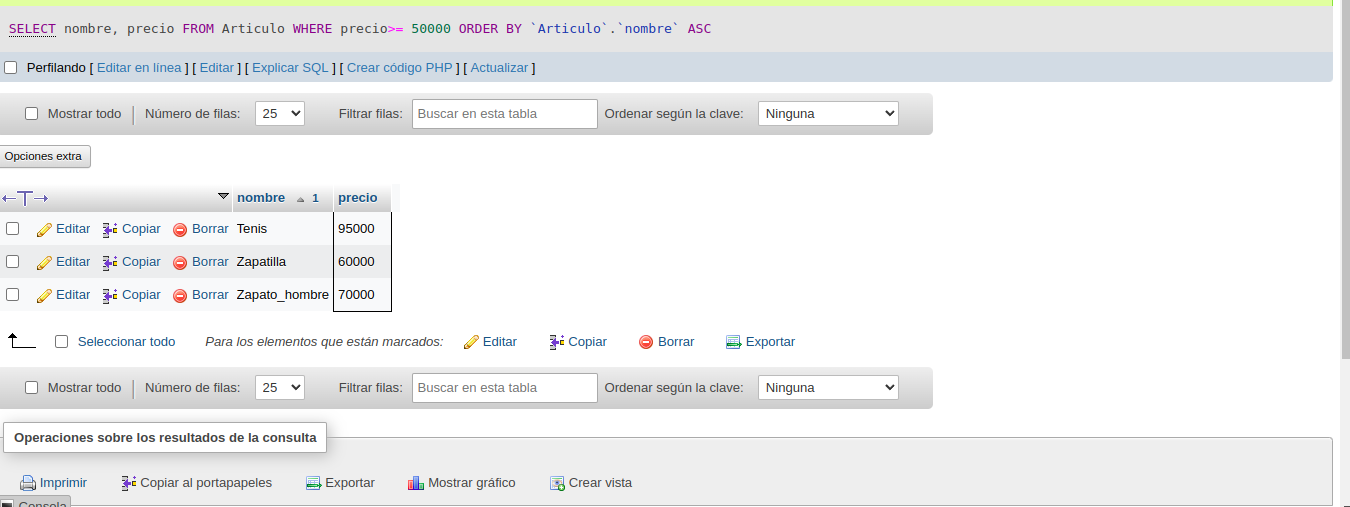 SELECT nombre, precio FROM Articulo WHERE precio>= 50000 ORDER BY `Articulo`.`nombre` ASC
Perfilando [ Editar en línea ] [ Editar ] [ Explicar SQL ] [ Crear código PHP ] [ Actualizar ]
Mostrar todo Número de filas: 25 Filtrar filas: Buscar en esta tabla Ordenar según la clave: Ninguna
Opciones extra
nombre 1 precio
Editar Copiar Borrar Tenis 95000
Editar Copiar Borrar Zapatilla 60000
Editar Copiar Borrar Zapato_hombre 70000
Seleccionar todo Para los elementos que están marcados: Editar Copiar Borrar Exportar
Mostrar todo Número de filas: 25 Filtrar filas: Buscar en esta tabla Ordenar según la clave: Ninguna
Operaciones sobre los resultados de la consulta
Imprimir Copiar al portapapeles Exportar Mostrar gráfico Crear vista
Consola